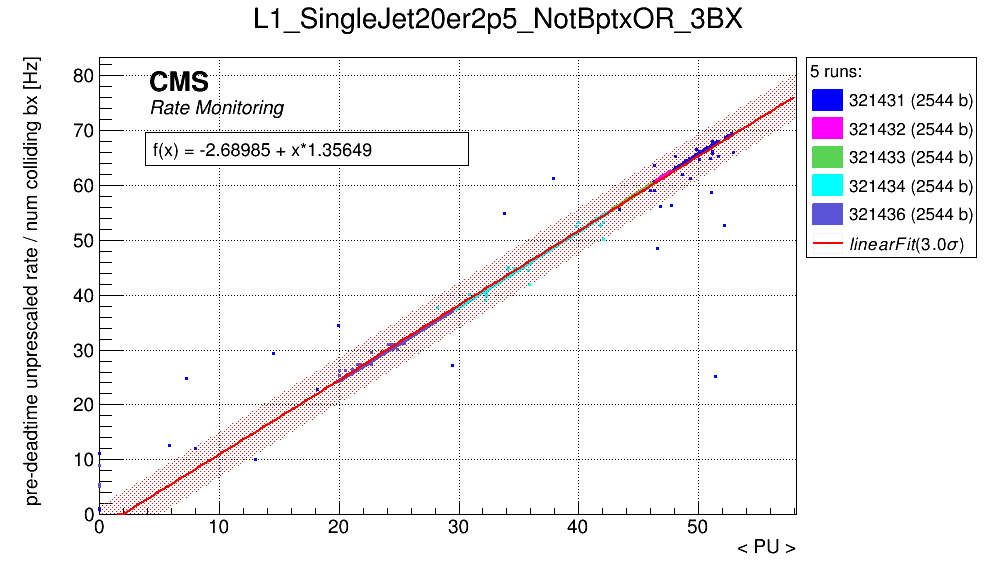 L1_SingleJet20er2p5_NotBptxOR_3BX
pre-deadtime unprescaled rate / num colliding bx [Hz]
CMS
Rate Monitoring
f(x) = -2.68985 + x*1.35649
80
70
60
50
40
30
20
10
0
0 10 20 30 40 50
< PU >
5 runs:
321431 (2544 b)
321432 (2544 b)
321433 (2544 b)
321434 (2544 b)
321436 (2544 b)
linearFit(3.0σ)